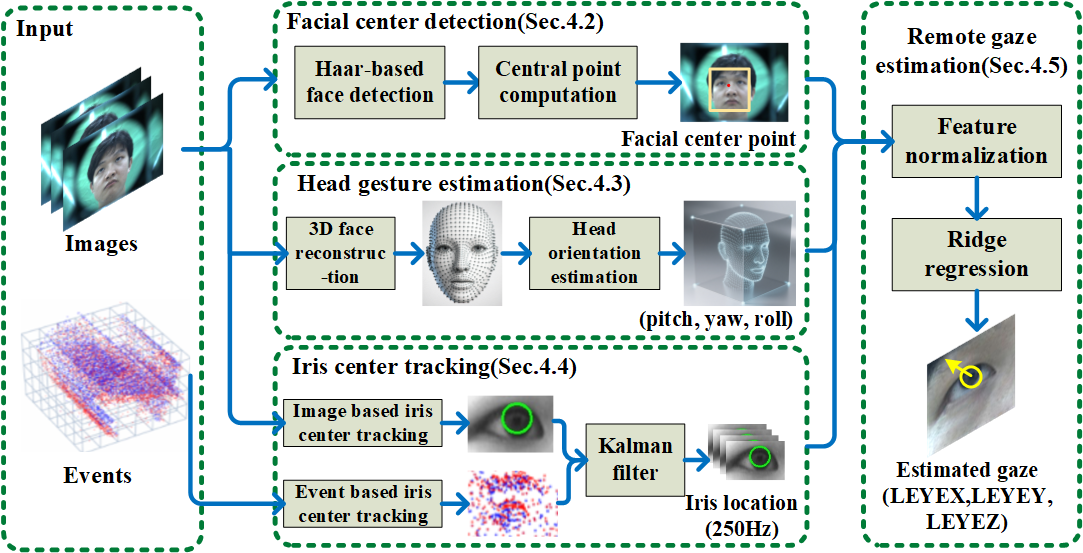 Input
Images
Events
Facial center detection(Sec.4.2)
Haar-based
face detection
Central point
computation
Facial center point
Head gesture estimation(Sec.4.3)
3D face
reconstruc
-tion
Head
orientation
estimation
(pitch, yaw, roll)
Iris center tracking(Sec.4.4)
Image based iris
center tracking
Event based iris
center tracking
Kalman
filter
Iris location
(250Hz)
Remote gaze
estimation(Sec.4.5)
Feature
normalization
Ridge
regression
Estimated gaze
(LEYEX,LEYEY,
LEYEZ)